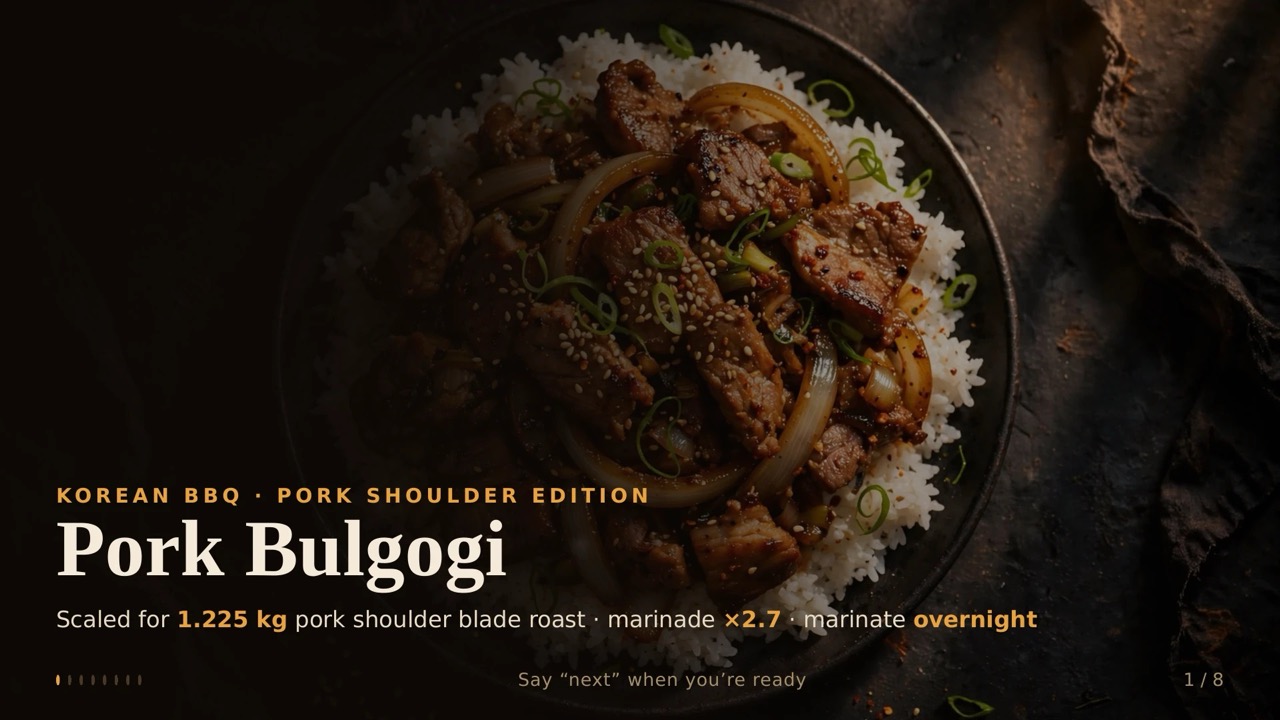 KOREAN BBQ · PORK SHOULDER EDITION
Pork Bulgogi
Scaled for 1.225 kg pork shoulder blade roast · marinade ×2.7 · marinate overnight
Say “next” when you’re ready
1 / 8